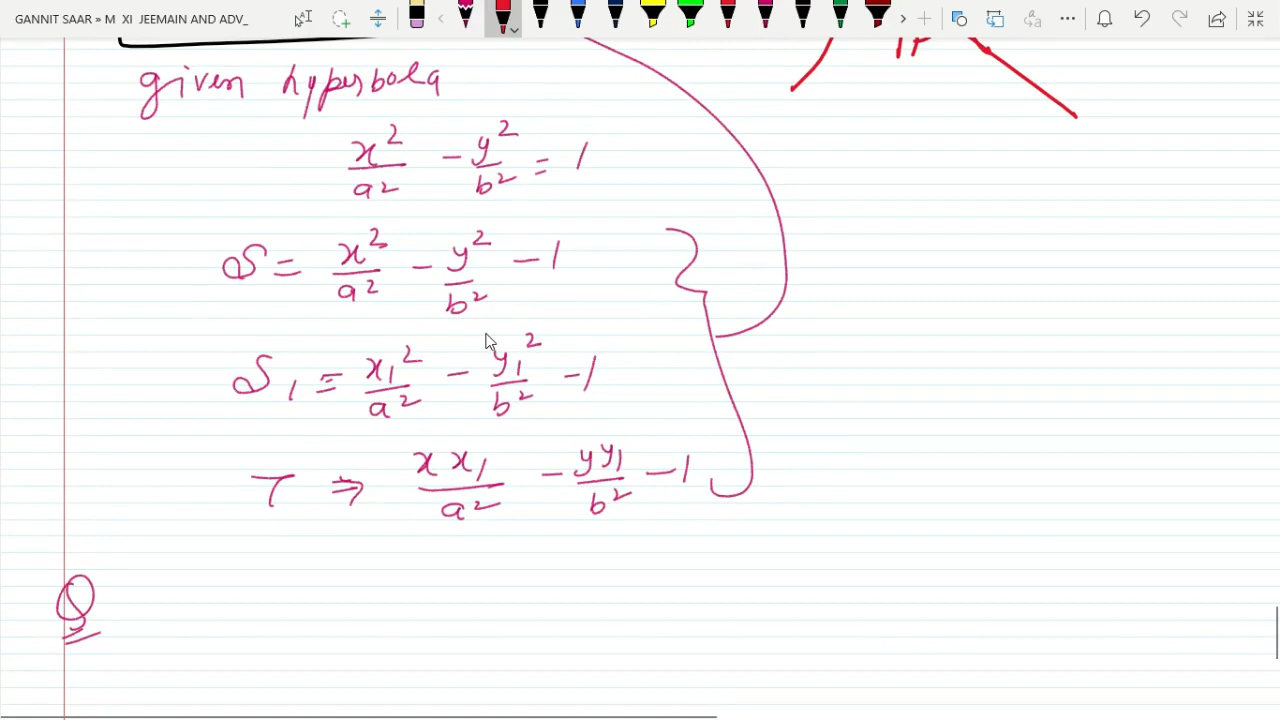 GANNIT SAAR » M XI JEEMAIN AND ADV_
given hyperbola
x²/a² - y²/b² = 1
S = x²/a² - y²/b² - 1
S₁ = x₁²/a² - y₁²/b² - 1
T ⇒ xx₁/a² - yy₁/b² - 1
Q